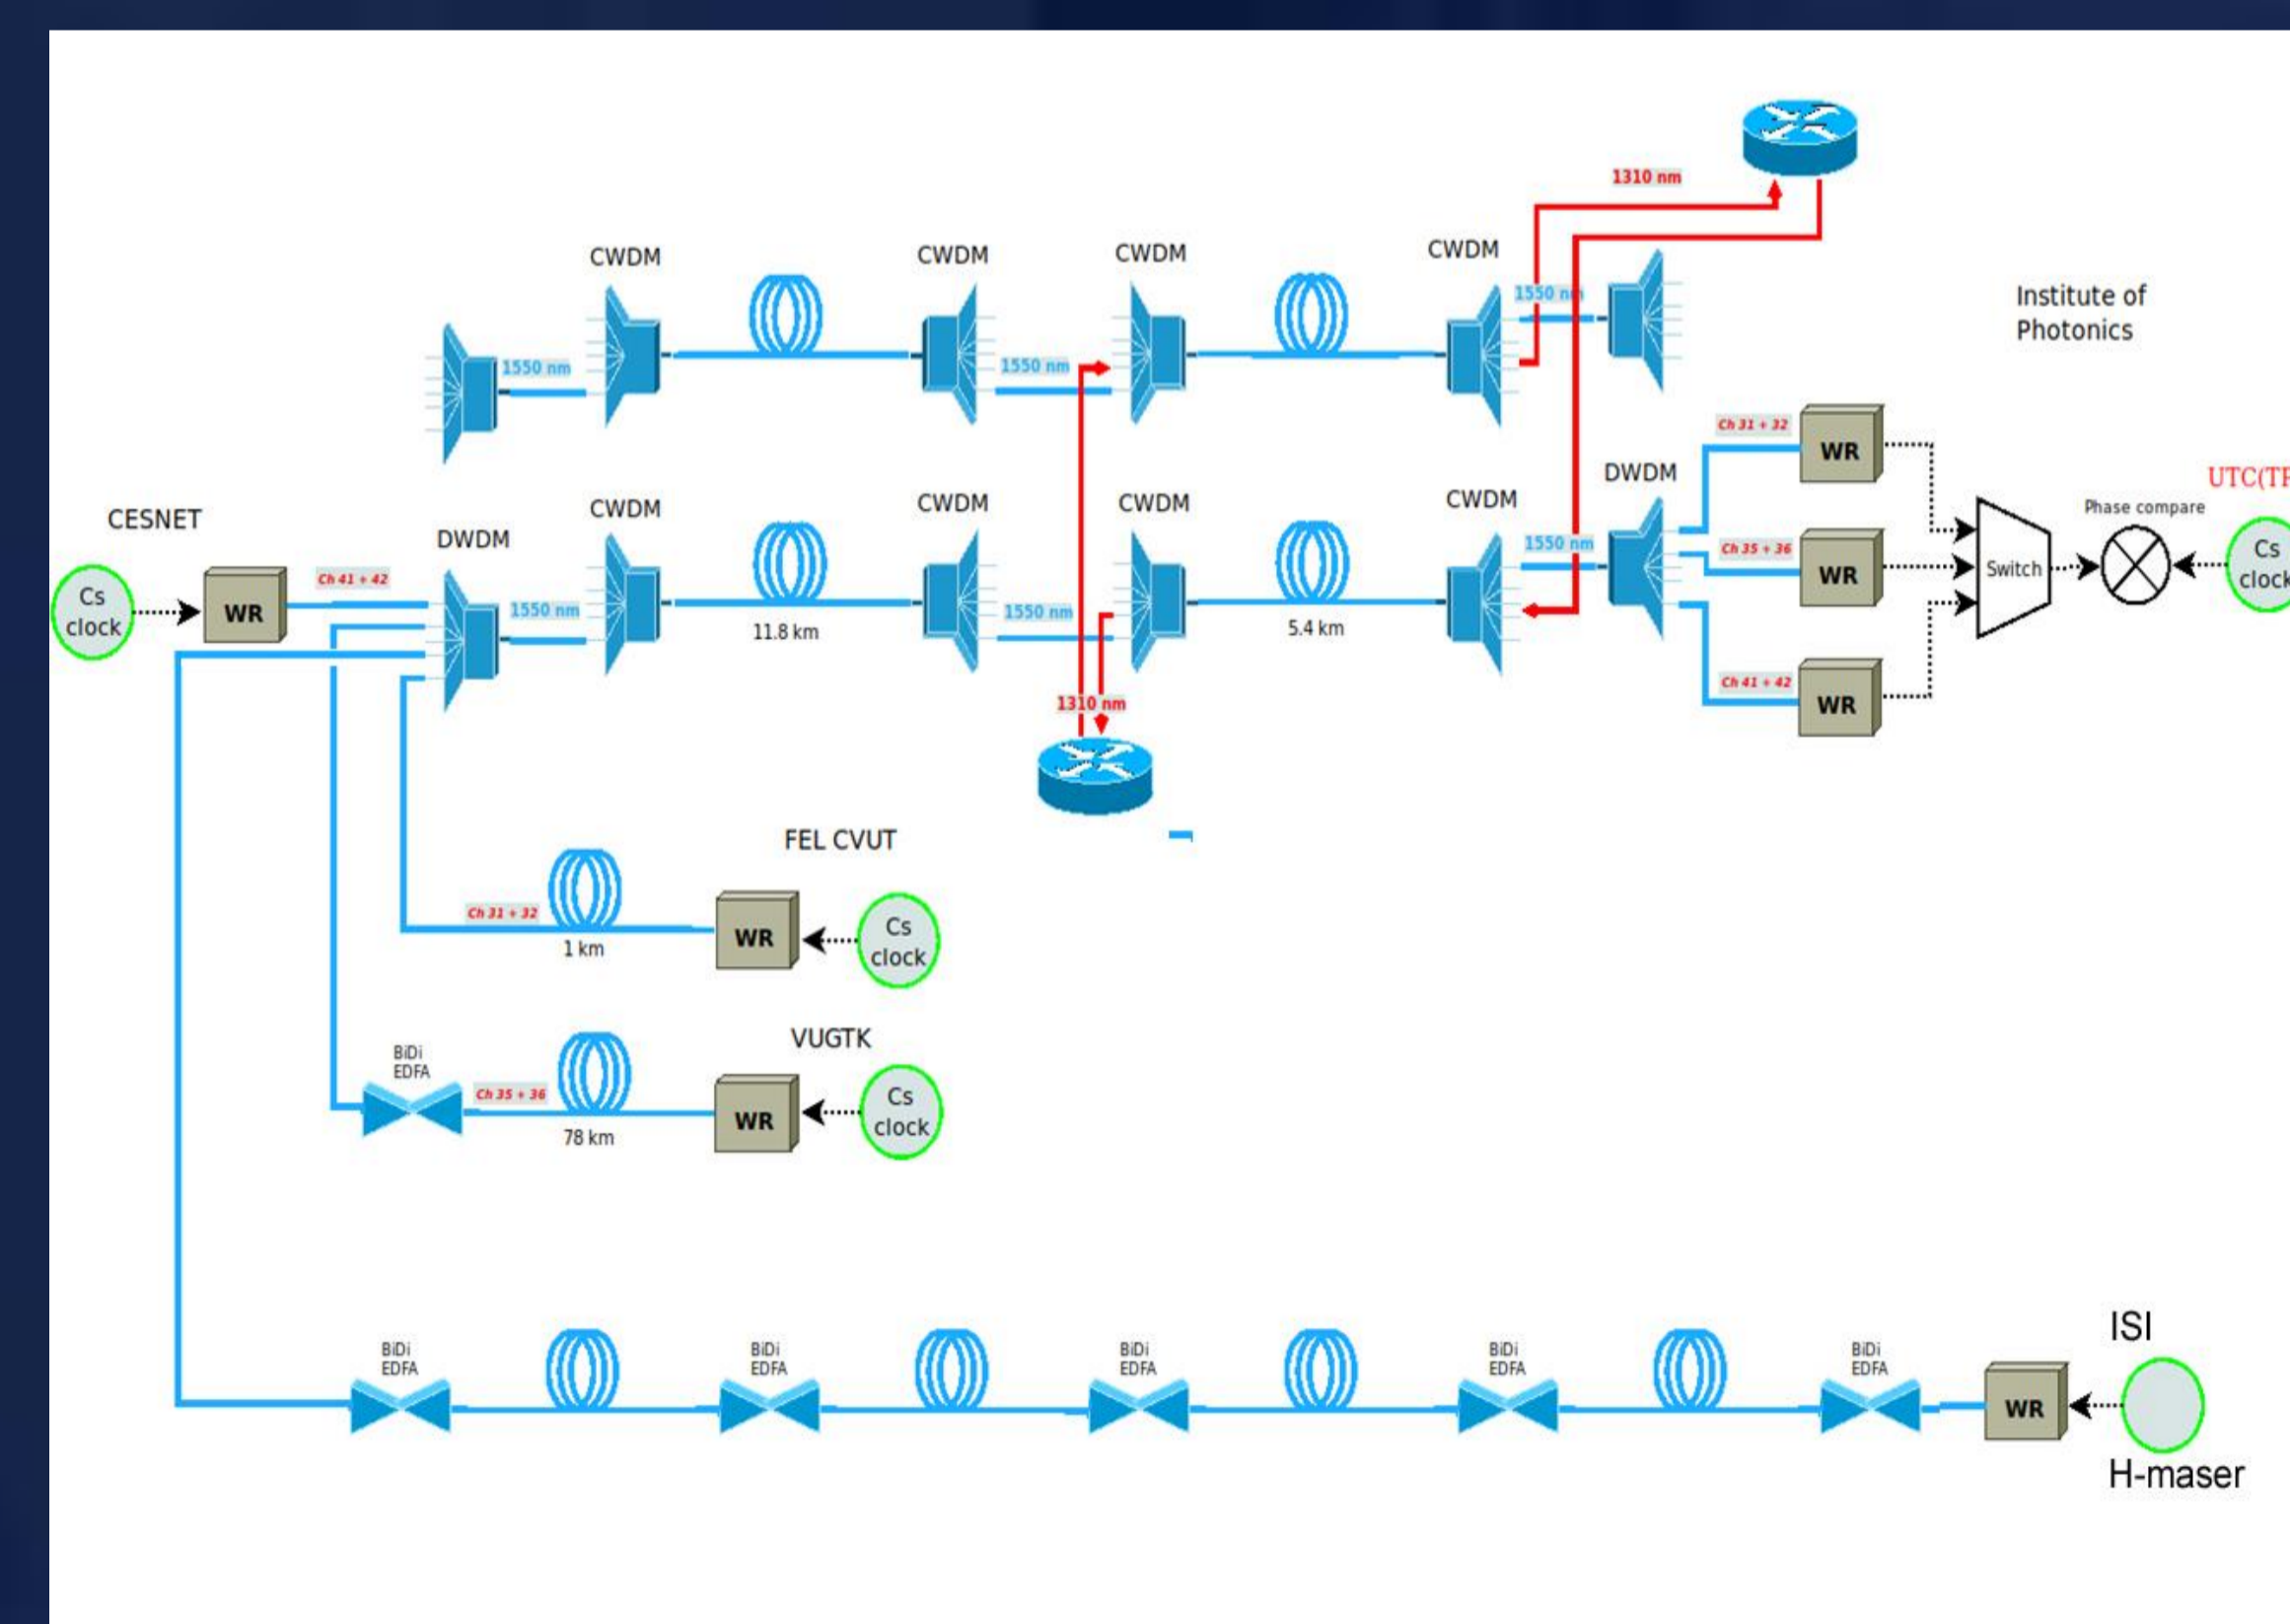 1310 nm
CWDM
CWDM
CWDM
CWDM
1550 nm
Institute of
Photonics
1550 nm
1550 nm
Ch 31 + 32
WR
DWDM
UTC(TP
CESNET
CWDM
CWDM
CWDM
CWDM
Phase compare
DWDM
Ch 41 + 42
1550 nm
Ch 35 + 36
Cs
clock
WR
1550 nm
1550 nm
WR
Switch
Cs
clock
11.8 km
5.4 km
Ch 41 + 42
WR
1310 nm
FEL CVUT
Ch 31 + 32
1 km
WR
Cs
clock
VUGTK
BiDi
EDFA
Ch 35 + 36
78 km
WR
Cs
clock
ISI
BiDi
EDFA
BiDi
EDFA
BiDi
EDFA
BiDi
EDFA
BiDi
EDFA
WR
H-maser